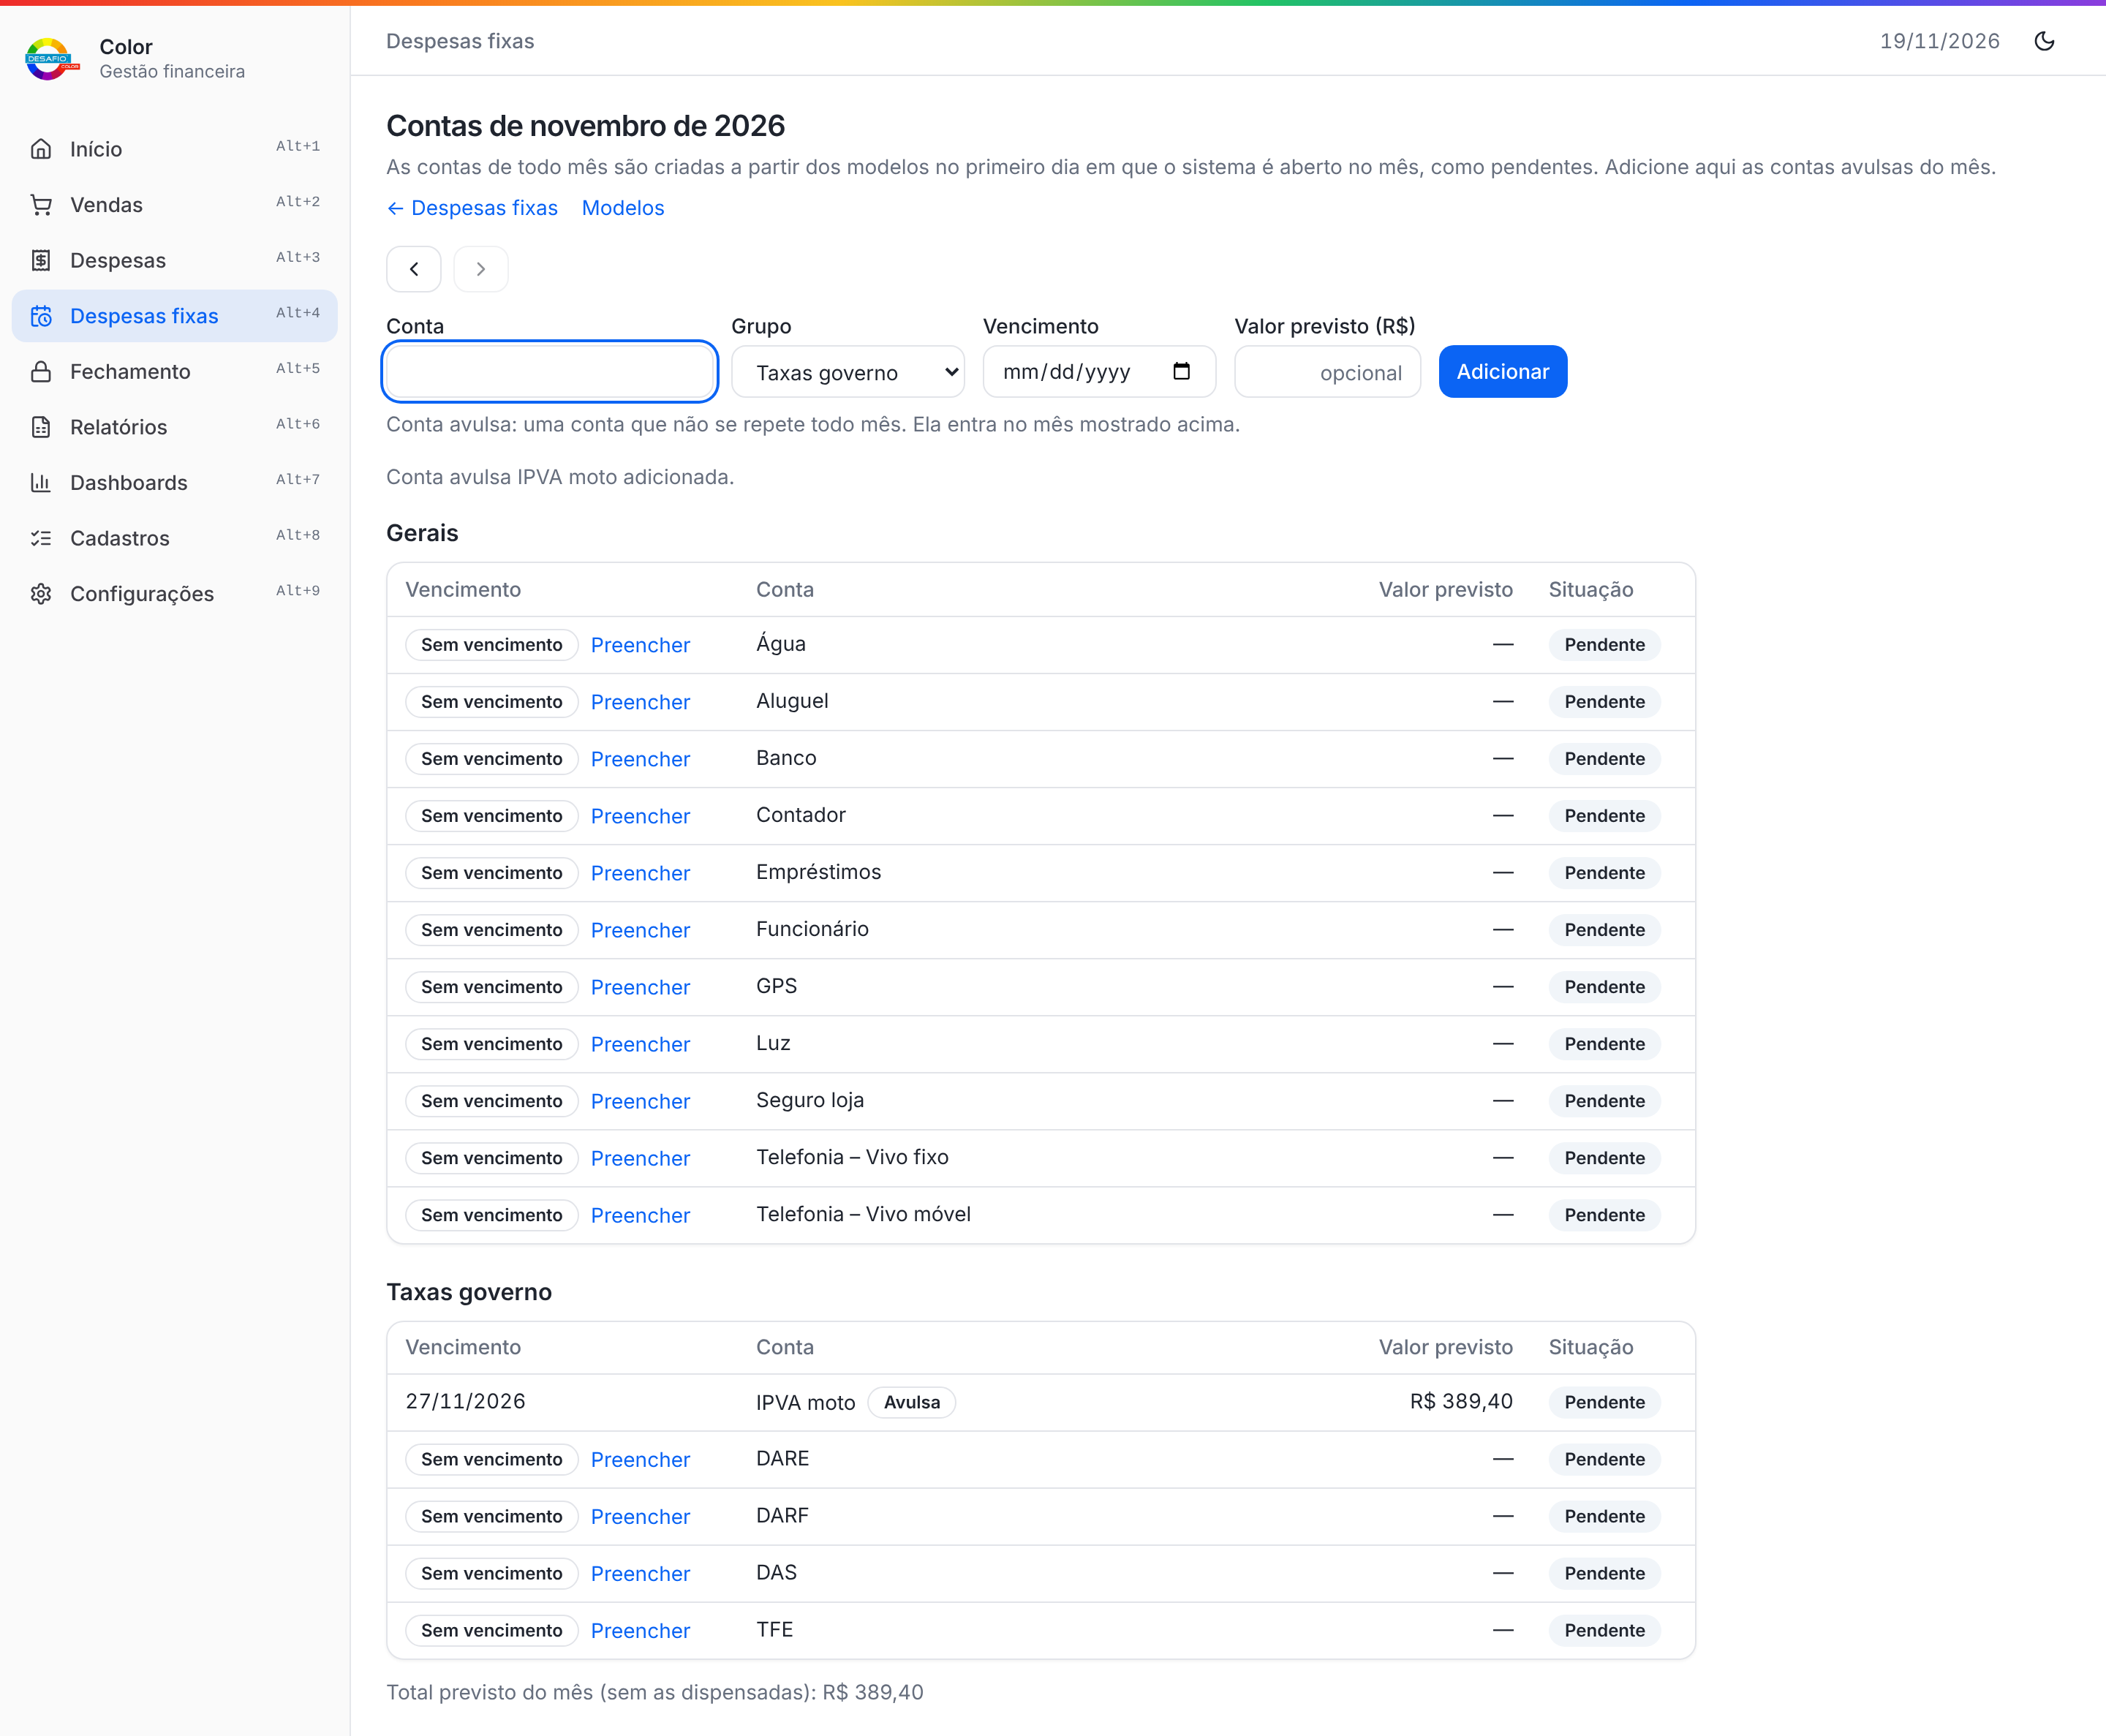 Color
DESAFIO
COLOR
Gestão financeira
Início Alt+1
Vendas Alt+2
Despesas Alt+3
Despesas fixas Alt+4
Fechamento Alt+5
Relatórios Alt+6
Dashboards Alt+7
Cadastros Alt+8
Configurações Alt+9
Despesas fixas 19/11/2026
Contas de novembro de 2026
As contas de todo mês são criadas a partir dos modelos no primeiro dia em que o sistema é aberto no mês, como pendentes. Adicione aqui as contas avulsas do mês.
← Despesas fixas Modelos
Conta Grupo Vencimento Valor previsto (R$)
Taxas governo mm/dd/yyyy opcional Adicionar
Conta avulsa: uma conta que não se repete todo mês. Ela entra no mês mostrado acima.
Conta avulsa IPVA moto adicionada.
Gerais
Vencimento Conta Valor previsto Situação
Sem vencimento Preencher Água — Pendente
Sem vencimento Preencher Aluguel — Pendente
Sem vencimento Preencher Banco — Pendente
Sem vencimento Preencher Contador — Pendente
Sem vencimento Preencher Empréstimos — Pendente
Sem vencimento Preencher Funcionário — Pendente
Sem vencimento Preencher GPS — Pendente
Sem vencimento Preencher Luz — Pendente
Sem vencimento Preencher Seguro loja — Pendente
Sem vencimento Preencher Telefonia – Vivo fixo — Pendente
Sem vencimento Preencher Telefonia – Vivo móvel — Pendente
Taxas governo
Vencimento Conta Valor previsto Situação
27/11/2026 IPVA moto Avulsa R$ 389,40 Pendente
Sem vencimento Preencher DARE — Pendente
Sem vencimento Preencher DARF — Pendente
Sem vencimento Preencher DAS — Pendente
Sem vencimento Preencher TFE — Pendente
Total previsto do mês (sem as dispensadas): R$ 389,40